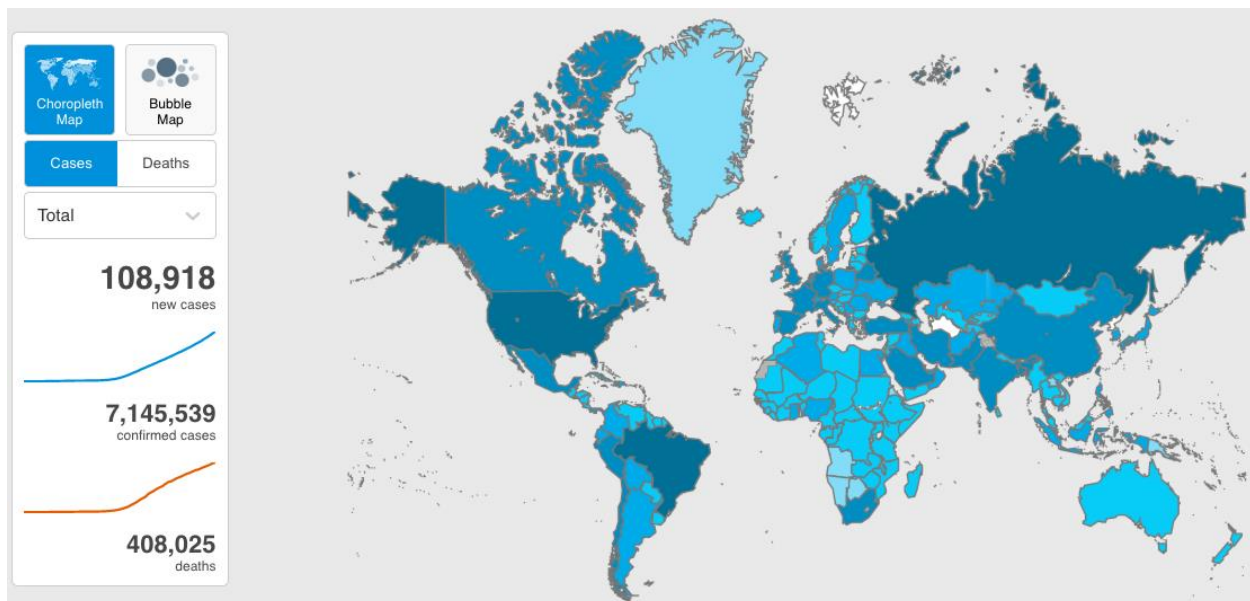 Choropleth
Map
Bubble
Map
Cases
Deaths
Total
108,918
new cases
7,145,539
confirmed cases
408,025
deaths